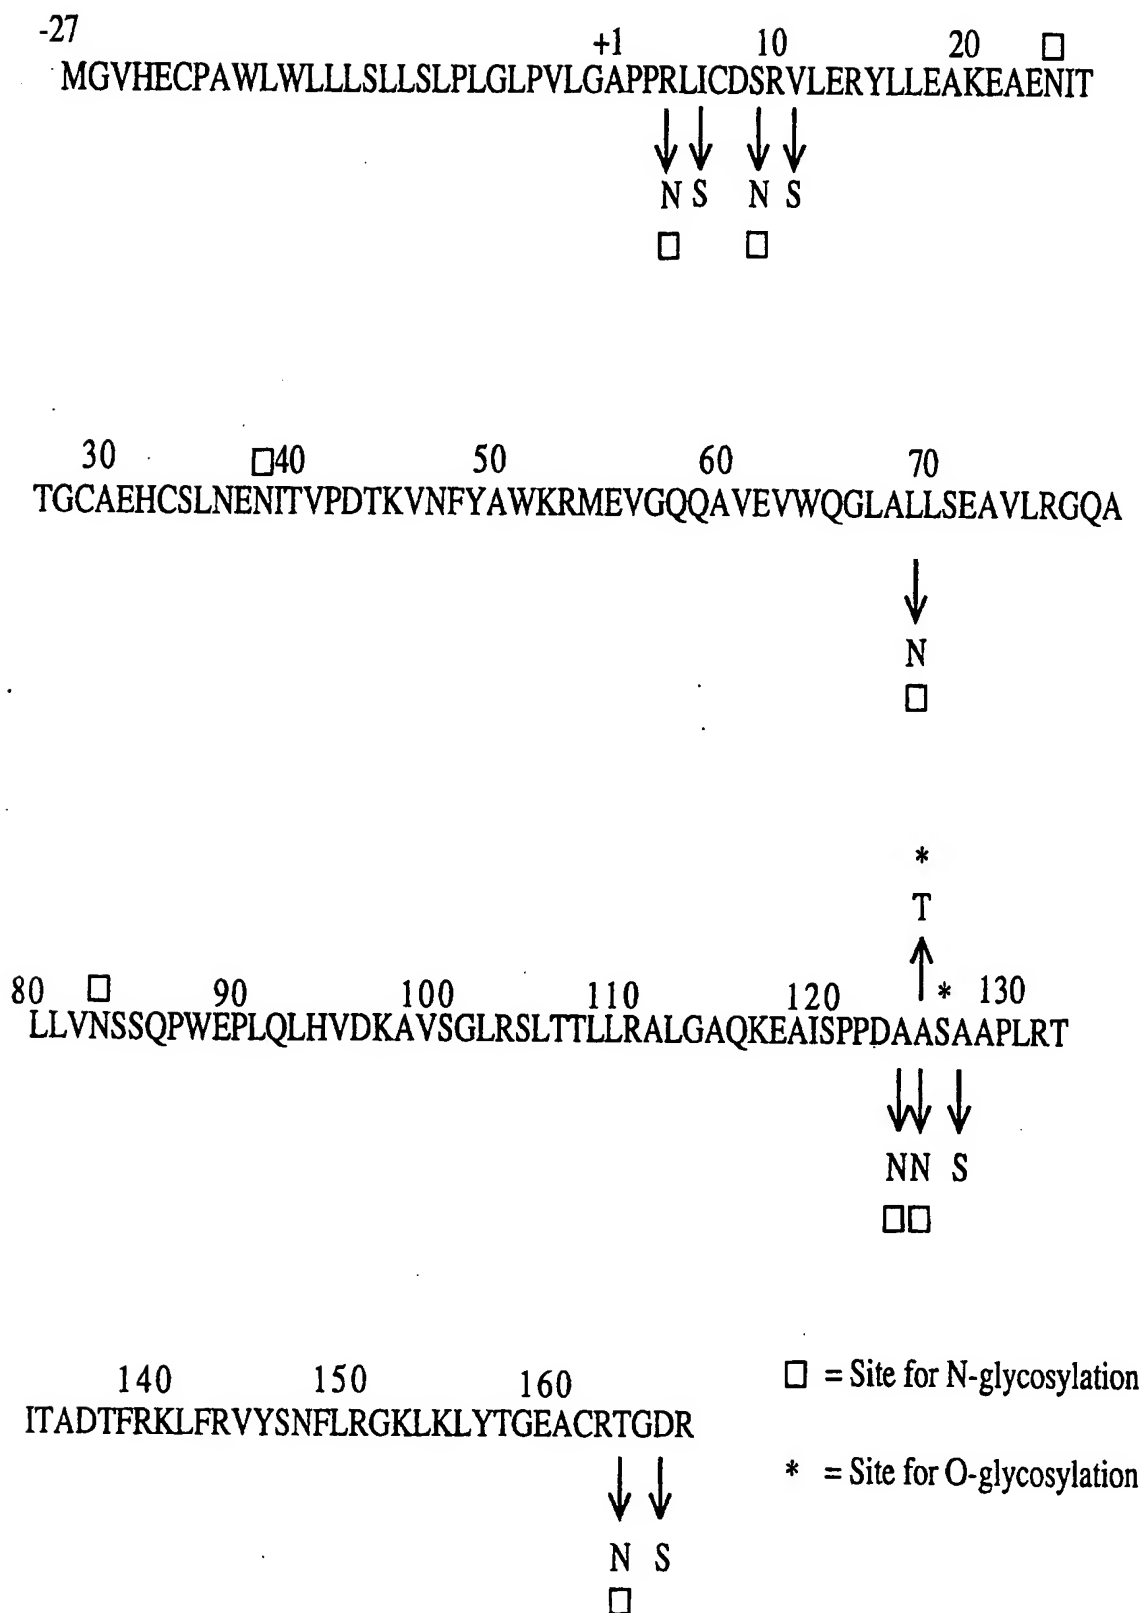 -27 +1 10 20 □
MGVHECPAWLWLLLSLLSLPLGLPVLGAPPRLICDSRVLERYLLEAKEAENIT
↓ ↓ ↓ ↓
N S N S
□ □
30 □40 50 60 70
TGCAEHCSLNENITVPDTKVNFYAWKRMEVGQQAVEVWQGLALLSEAVLRGQA
↓
N
□
*
T
↑
80 □ 90 100 110 120 * 130
LLVNSSQPWEPLQLHVDKAVSGLRSLTTLLRALGAQKEAISPPDAASAAPLRT
↓ ↓ ↓
NN S
□□
140 150 160
□ = Site for N-glycosylation
ITADTFRKLFRVYSNFLRGKLKLYTGEACRTGDR
* = Site for O-glycosylation
↓ ↓
N S
□